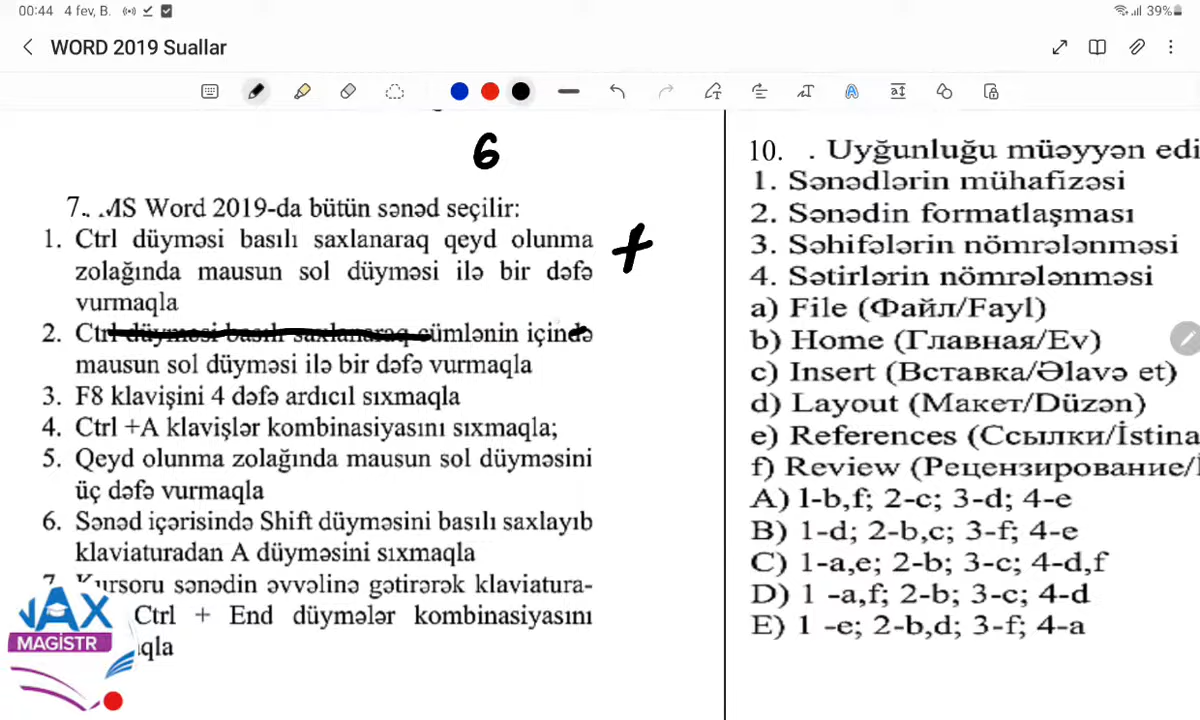 00:44 4 fev, B. 39%
WORD 2019 Suallar
6
7. .MS Word 2019-da bütün sənəd seçilir:
1. Ctrl düyməsi basılı saxlanaraq qeyd olunma
zolağında mausun sol düyməsi ilə bir dəfə
vurmaqla
+
2. Ctrl düyməsi basılı saxlanaraq cümlənin içində
mausun sol düyməsi ilə bir dəfə vurmaqla
3. F8 klavişini 4 dəfə ardıcıl sıxmaqla
4. Ctrl +A klavişlər kombinasiyasını sıxmaqla;
5. Qeyd olunma zolağında mausun sol düyməsini
üç dəfə vurmaqla
6. Sənəd içərisində Shift düyməsini basılı saxlayıb
klaviaturadan A düyməsini sıxmaqla
7. Kursoru sənədin əvvəlinə gətirərək klaviatura-
Ctrl + End düymələr kombinasiyasını
qla
JAX
MAGİSTR
10. . Uyğunluğu müəyyən edi
1. Sənədlərin mühafizəsi
2. Sənədin formatlaşması
3. Səhifələrin nömrələnməsi
4. Sətirlərin nömrələnməsi
a) File (Файл/Fayl)
b) Home (Главная/Ev)
c) Insert (Вставка/Əlavə et)
d) Layout (Макет/Düzən)
e) References (Ссылки/İstina
f) Review (Рецензирование/İ
A) 1-b,f; 2-c; 3-d; 4-e
B) 1-d; 2-b,c; 3-f; 4-e
C) 1-a,e; 2-b; 3-c; 4-d,f
D) 1 -a,f; 2-b; 3-c; 4-d
E) 1 -e; 2-b,d; 3-f; 4-a